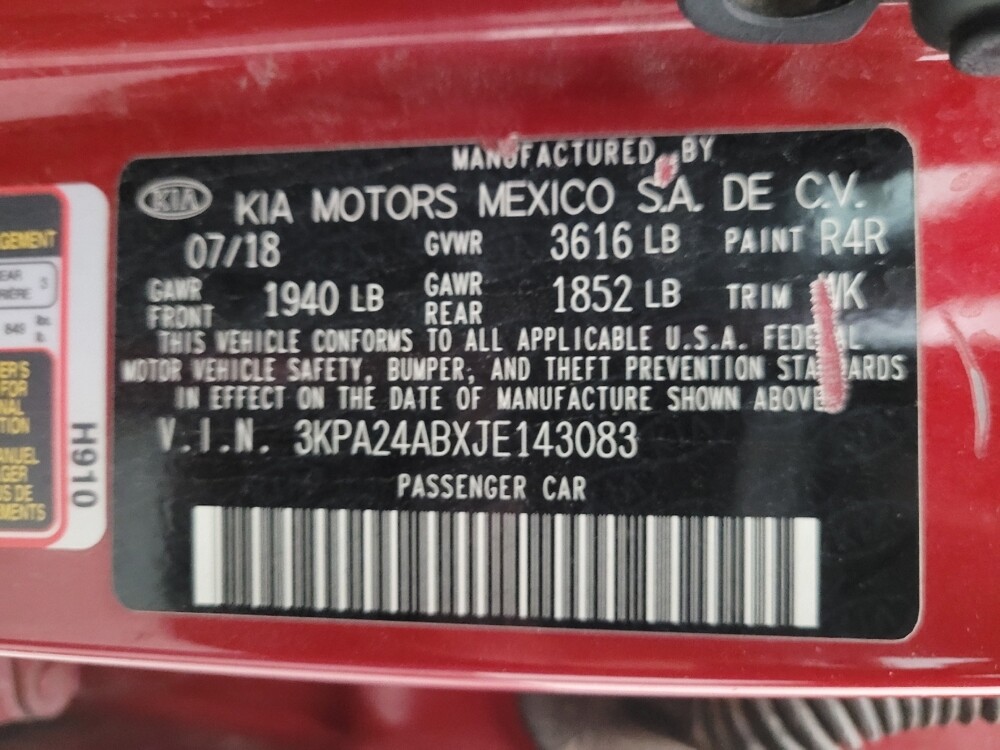 MANUFACTURED BY
KIA KIA MOTORS MEXICO S.A. DE C.V.
07/18 GVWR 3616 LB PAINT R4R
GAWR FRONT 1940 LB GAWR REAR 1852 LB TRIM WK
THIS VEHICLE CONFORMS TO ALL APPLICABLE U.S.A. FEDERAL
MOTOR VEHICLE SAFETY, BUMPER, AND THEFT PREVENTION STANDARDS
IN EFFECT ON THE DATE OF MANUFACTURE SHOWN ABOVE
V.I.N. 3KPA24ABXJE143083
PASSENGER CAR
H910